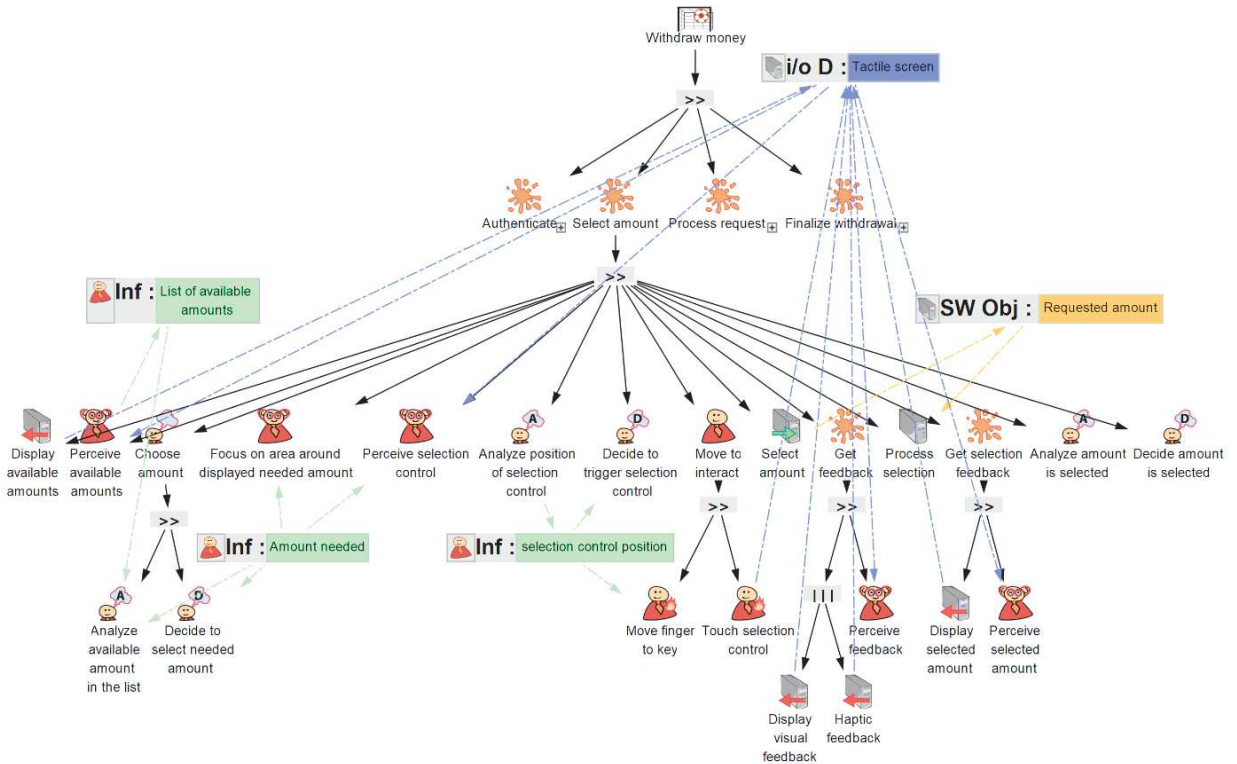 Withdraw money
i/o D : Tactile screen
>>
Authenticate
Select amount
Process request
Finalize withdrawal
>>
Inf : List of available
amounts
SW Obj : Requested amount
Display
available
amounts
Perceive
available
amounts
Choose
amount
Focus on area around
displayed needed amount
Perceive selection
control
A
Analyze position
of selection
control
D
Decide to
trigger selection
control
Move to
interact
Select
amount
Get
feedback
Process
selection
Get selection
feedback
A
Analyze amount
is selected
D
Decide amount
is selected
>>
>>
>>
>>
Inf : Amount needed
Inf : selection control position
A
Analyze
available
amount
in the list
D
Decide to
select needed
amount
Move finger
to key
Touch selection
control
|||
Perceive
feedback
Display
selected
amount
Perceive
selected
amount
Display
visual
feedback
Haptic
feedback